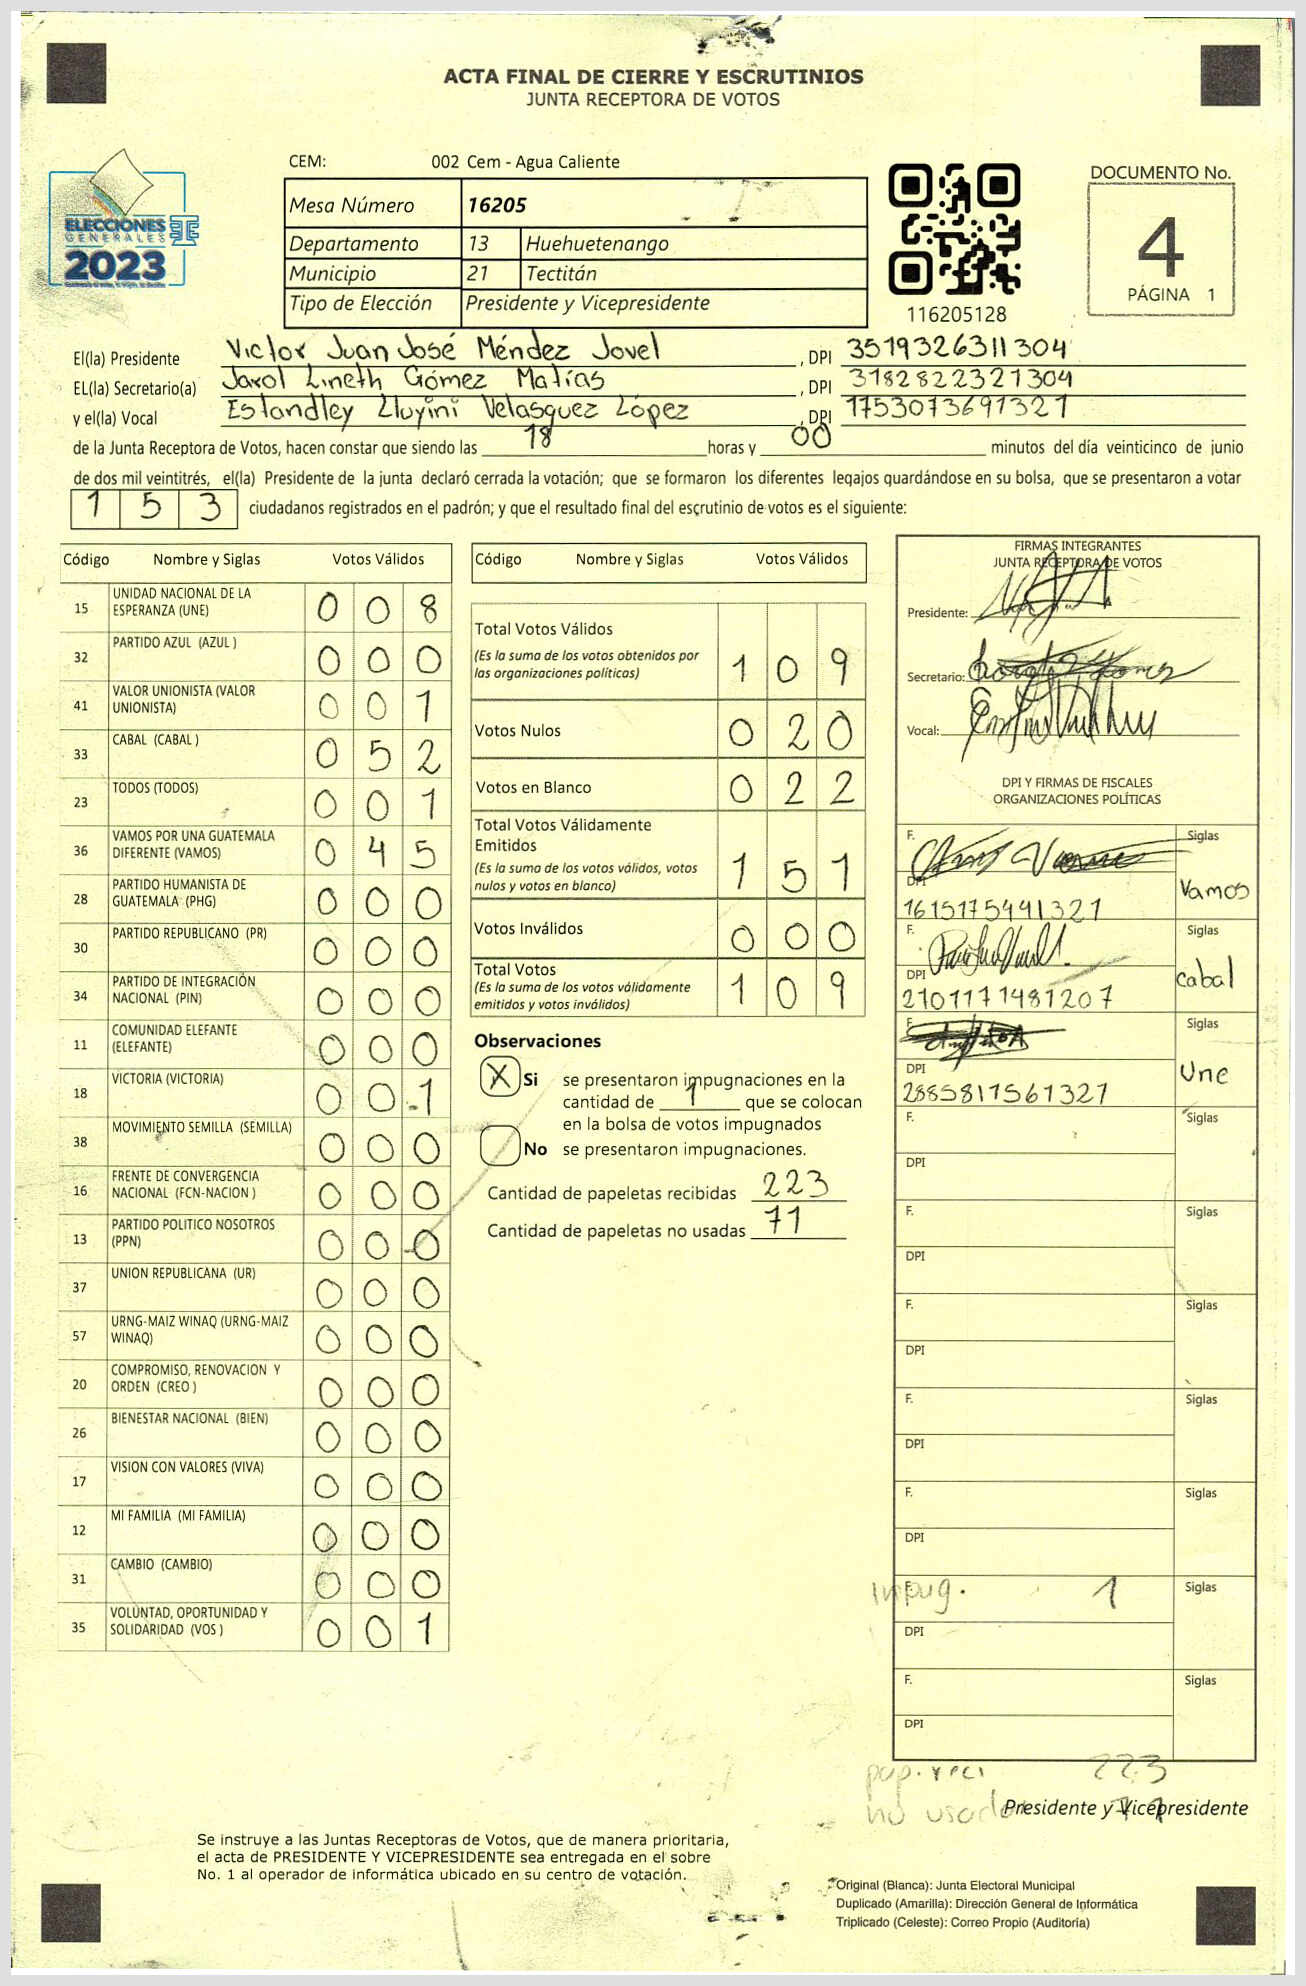 ACTA FINAL DE CIERRE Y ESCRUTINIOS
JUNTA RECEPTORA DE VOTOS
CEM: 002 Cem - Agua Caliente
ELECCIONES
GENERALES
2023
Mesa Número 16205
Departamento 13 Huehuetenango
Municipio 21 Tectitán
Tipo de Elección Presidente y Vicepresidente
116205128
DOCUMENTO No.
4
PÁGINA 1
El(la) Presidente Victor Juan José Méndez Jovel , DPI 3519326311304
EL(la) Secretario(a) Jarol Lineth Gómez Matías , DPI 3182822321304
y el(la) Vocal Estandley Lluyini Velasquez López , DPI 1753073691321
de la Junta Receptora de Votos, hacen constar que siendo las 18 horas y 00 minutos del día veinticinco de junio
de dos mil veintitrés, el(la) Presidente de la junta declaró cerrada la votación; que se formaron los diferentes legajos guardándose en su bolsa, que se presentaron a votar
1 5 3 ciudadanos registrados en el padrón; y que el resultado final del escrutinio de votos es el siguiente:
Código Nombre y Siglas Votos Válidos
15 UNIDAD NACIONAL DE LA ESPERANZA (UNE) 0 0 8
32 PARTIDO AZUL (AZUL ) 0 0 0
41 VALOR UNIONISTA (VALOR UNIONISTA) 0 0 1
33 CABAL (CABAL ) 0 5 2
23 TODOS (TODOS) 0 0 1
36 VAMOS POR UNA GUATEMALA DIFERENTE (VAMOS) 0 4 5
28 PARTIDO HUMANISTA DE GUATEMALA (PHG) 0 0 0
30 PARTIDO REPUBLICANO (PR) 0 0 0
34 PARTIDO DE INTEGRACIÓN NACIONAL (PIN) 0 0 0
11 COMUNIDAD ELEFANTE (ELEFANTE) 0 0 0
18 VICTORIA (VICTORIA) 0 0 1
38 MOVIMIENTO SEMILLA (SEMILLA) 0 0 0
16 FRENTE DE CONVERGENCIA NACIONAL (FCN-NACION ) 0 0 0
13 PARTIDO POLITICO NOSOTROS (PPN) 0 0 0
37 UNION REPUBLICANA (UR) 0 0 0
57 URNG-MAIZ WINAQ (URNG-MAIZ WINAQ) 0 0 0
20 COMPROMISO, RENOVACION Y ORDEN (CREO ) 0 0 0
26 BIENESTAR NACIONAL (BIEN) 0 0 0
17 VISION CON VALORES (VIVA) 0 0 0
12 MI FAMILIA (MI FAMILIA) 0 0 0
31 CAMBIO (CAMBIO) 0 0 0
35 VOLUNTAD, OPORTUNIDAD Y SOLIDARIDAD (VOS ) 0 0 1
Código Nombre y Siglas Votos Válidos
Total Votos Válidos
(Es la suma de los votos obtenidos por
las organizaciones políticas) 1 0 9
Votos Nulos 0 2 0
Votos en Blanco 0 2 2
Total Votos Válidamente
Emitidos
(Es la suma de los votos válidos, votos
nulos y votos en blanco) 1 5 1
Votos Inválidos 0 0 0
Total Votos
(Es la suma de los votos válidamente
emitidos y votos inválidos) 1 0 9
Observaciones
X Si se presentaron impugnaciones en la
cantidad de 1 que se colocan
en la bolsa de votos impugnados
No se presentaron impugnaciones.
Cantidad de papeletas recibidas 223
Cantidad de papeletas no usadas 71
FIRMAS INTEGRANTES
JUNTA RECEPTORA DE VOTOS
Presidente:
Secretario:
Vocal:
DPI Y FIRMAS DE FISCALES
ORGANIZACIONES POLÍTICAS
F. Siglas
DPI Vamos
1615175441321
F. Siglas
DPI Cabal
2101171481207
F. Siglas
DPI Une
2885817561327
F. Siglas
DPI
F. Siglas
DPI
F. Siglas
DPI
F. Siglas
DPI
F. Siglas
DPI
F. Siglas
impug. 1
DPI
F. Siglas
DPI
pap. reci 223
no usadas 71
Presidente y Vicepresidente
Se instruye a las Juntas Receptoras de Votos, que de manera prioritaria,
el acta de PRESIDENTE Y VICEPRESIDENTE sea entregada en el sobre
No. 1 al operador de informática ubicado en su centro de votación.
Original (Blanca): Junta Electoral Municipal
Duplicado (Amarilla): Dirección General de Informática
Triplicado (Celeste): Correo Propio (Auditoría)